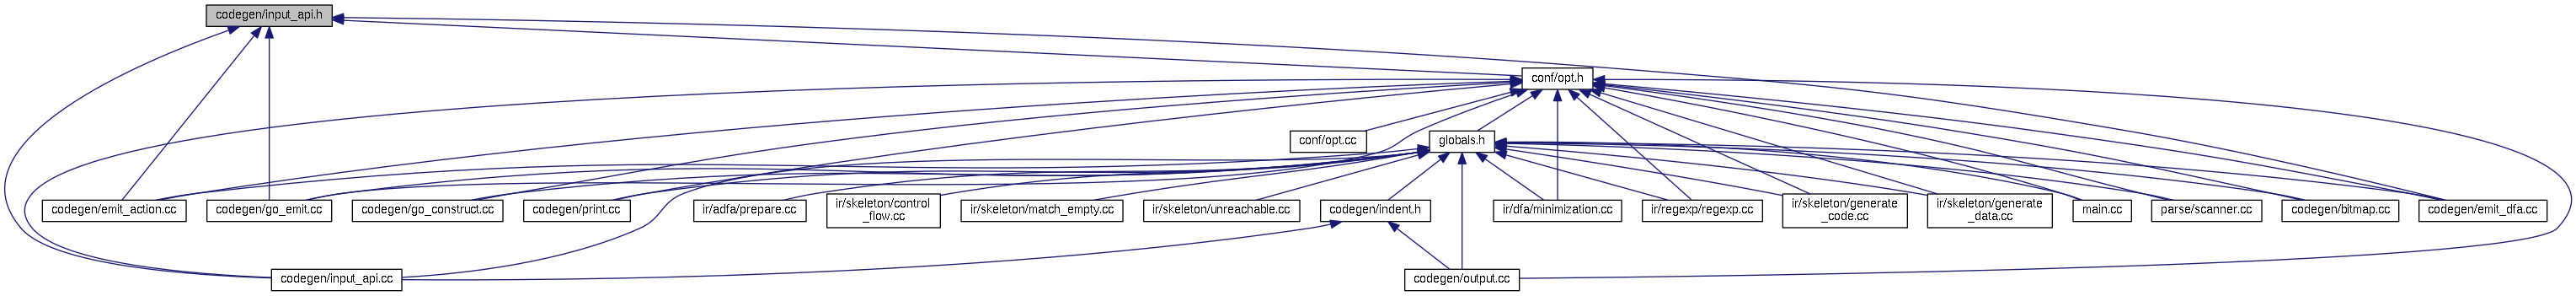 codegen/input_api.h
conf/opt.h
conf/opt.cc
globals.h
codegen/emit_action.cc
codegen/go_emit.cc
codegen/go_construct.cc
codegen/print.cc
ir/adfa/prepare.cc
ir/skeleton/control
_flow.cc
ir/skeleton/match_empty.cc
ir/skeleton/unreachable.cc
codegen/indent.h
ir/dfa/minimization.cc
ir/regexp/regexp.cc
ir/skeleton/generate
_code.cc
ir/skeleton/generate
_data.cc
main.cc
parse/scanner.cc
codegen/bitmap.cc
codegen/emit_dfa.cc
codegen/input_api.cc
codegen/output.cc